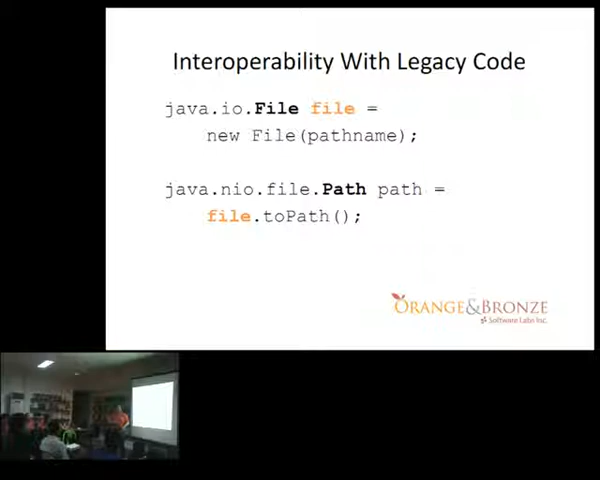 Interoperability With Legacy Code
java.io.File file =
new File(pathname);
java.nio.file.Path path =
file.toPath();
ORANGE&BRONZE
Software Labs Inc.